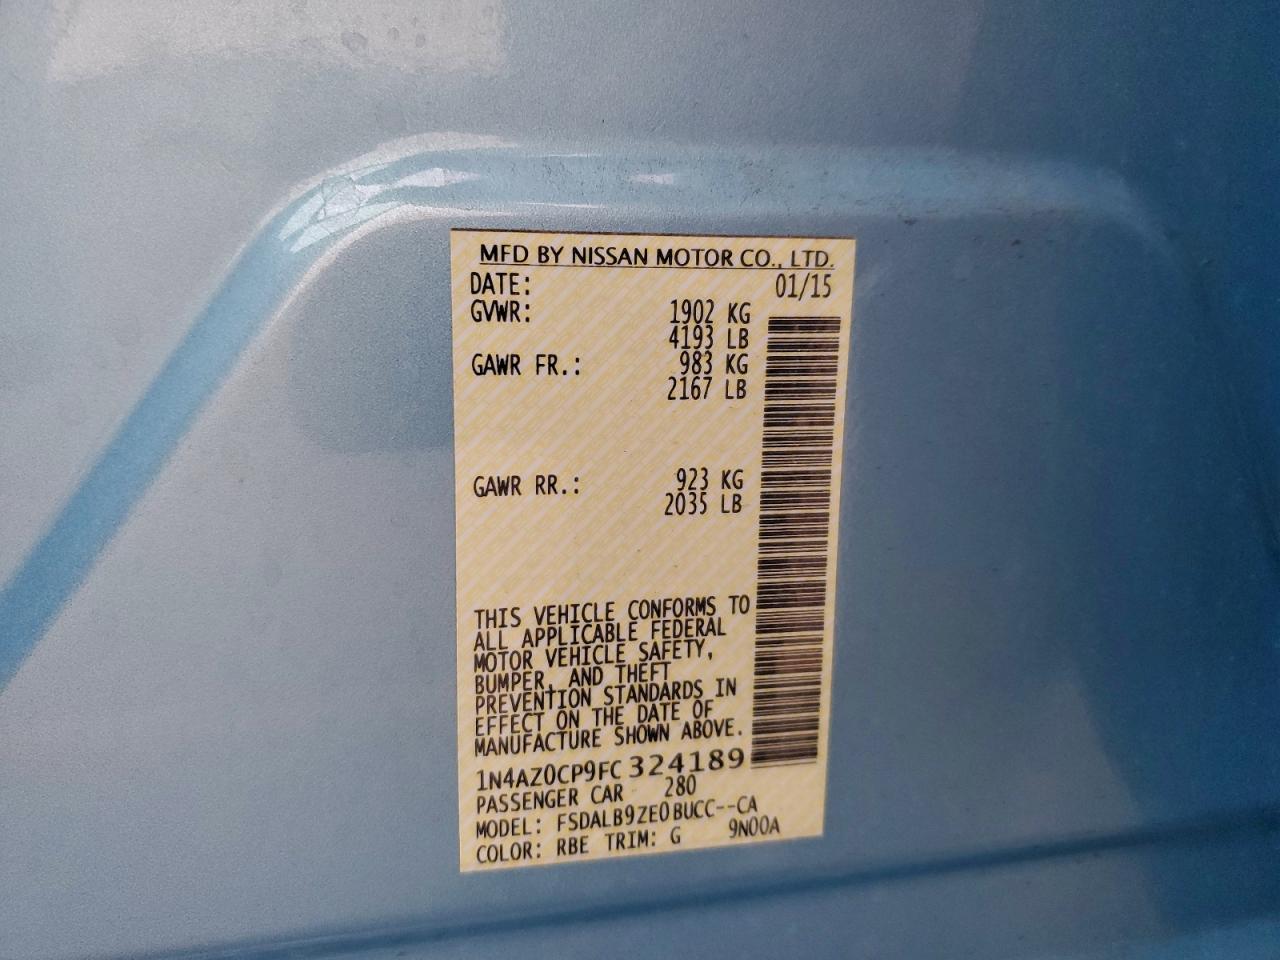 MFD BY NISSAN MOTOR CO., LTD.
DATE: 01/15
GVWR: 1902 KG
4193 LB
GAWR FR.: 983 KG
2167 LB
GAWR RR.: 923 KG
2035 LB
THIS VEHICLE CONFORMS TO
ALL APPLICABLE FEDERAL
MOTOR VEHICLE SAFETY,
BUMPER, AND THEFT
PREVENTION STANDARDS IN
EFFECT ON THE DATE OF
MANUFACTURE SHOWN ABOVE.
1N4AZ0CP9FC324189
PASSENGER CAR 280
MODEL: FSDALB9ZE0BUCC--CA
COLOR: RBE TRIM: G 9N00A